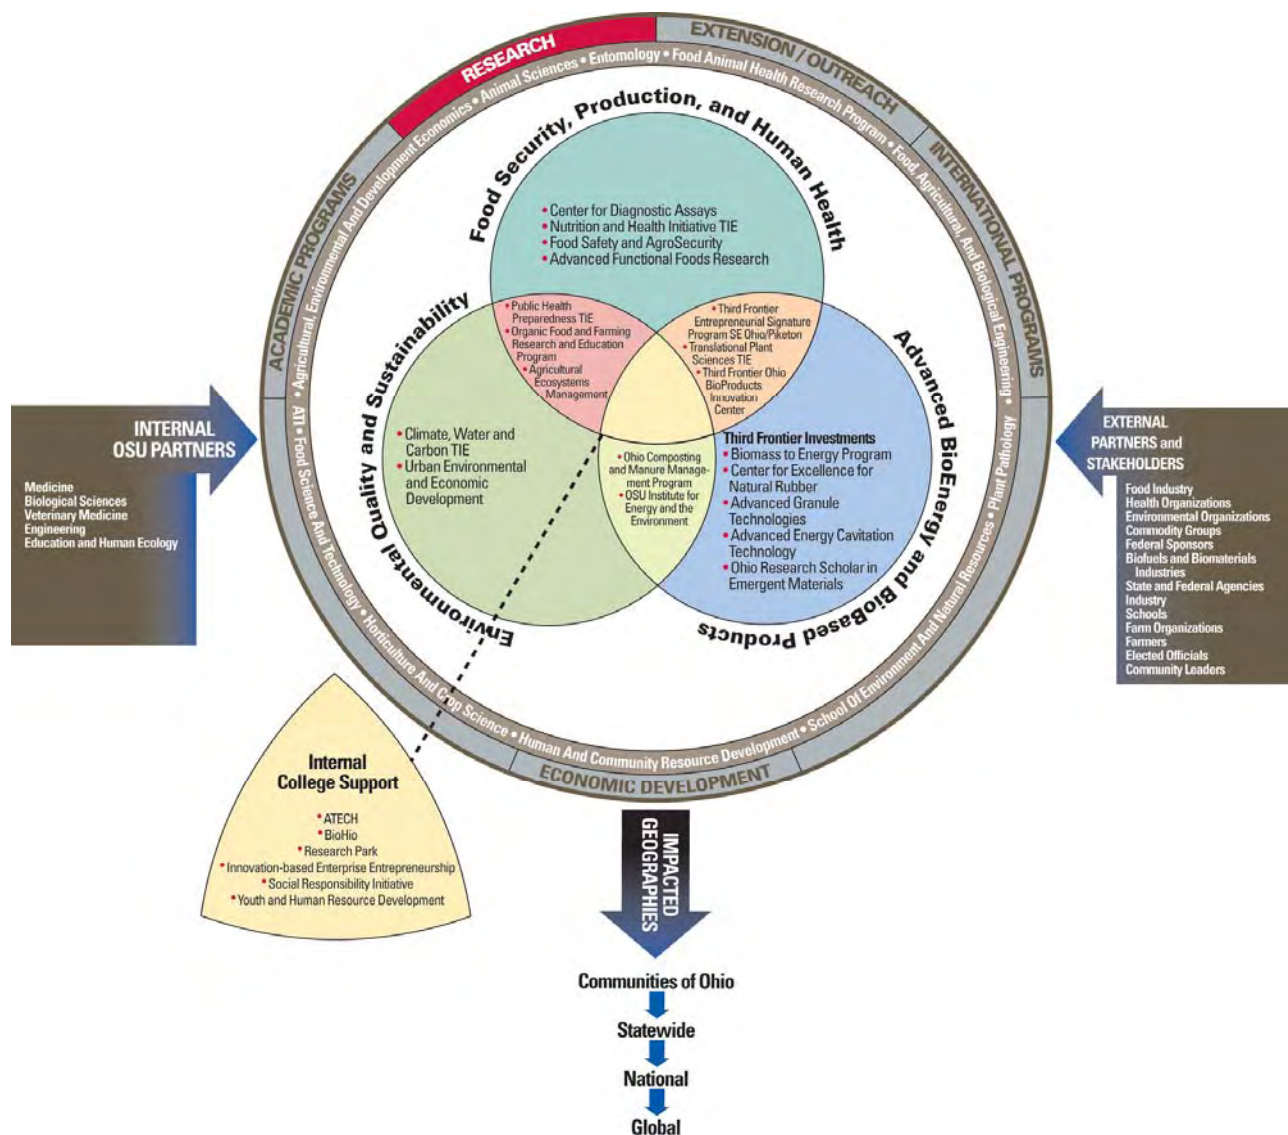 RESEARCH
EXTENSION / OUTREACH
INTERNATIONAL PROGRAMS
ACADEMIC PROGRAMS
ECONOMIC DEVELOPMENT
• Agricultural, Environmental And Development Economics • Animal Sciences • Entomology • Food Animal Health Research Program • Food, Agricultural, And Biological Engineering •
ATI • Food Science And Technology • Horticulture And Crop Science • Human And Community Resource Development • School Of Environment And Natural Resources • Plant Pathology
Food Security, Production, and Human Health
• Center for Diagnostic Assays
• Nutrition and Health Initiative TIE
• Food Safety and AgroSecurity
• Advanced Functional Foods Research
• Public Health
Preparedness TIE
• Organic Food and Farming
Research and Education
Program
• Agricultural
Ecosystems
Management
• Third Frontier
Entrepreneurial Signature
Program SE Ohio/Piketon
• Translational Plant
Sciences TIE
• Third Frontier Ohio
BioProducts
Innovation
Center
Environmental Quality and Sustainability
• Climate, Water and
Carbon TIE
• Urban Environmental
and Economic
Development
• Ohio Composting
and Manure Manage-
ment Program
• OSU Institute for
Energy and the
Environment
Advanced BioEnergy and BioBased Products
Third Frontier Investments
• Biomass to Energy Program
• Center for Excellence for
Natural Rubber
• Advanced Granule
Technologies
• Advanced Energy Cavitation
Technology
• Ohio Research Scholar in
Emergent Materials
INTERNAL
OSU PARTNERS
Medicine
Biological Sciences
Veterinary Medicine
Engineering
Education and Human Ecology
EXTERNAL
PARTNERS and
STAKEHOLDERS
Food Industry
Health Organizations
Environmental Organizations
Commodity Groups
Federal Sponsors
Biofuels and Biomaterials
Industries
State and Federal Agencies
Industry
Schools
Farm Organizations
Farmers
Elected Officials
Community Leaders
Internal
College Support
• ATECH
• BioHio
• Research Park
• Innovation-based Enterprise Entrepreneurship
• Social Responsibility Initiative
• Youth and Human Resource Development
IMPACTED
GEOGRAPHIES
Communities of Ohio
Statewide
National
Global